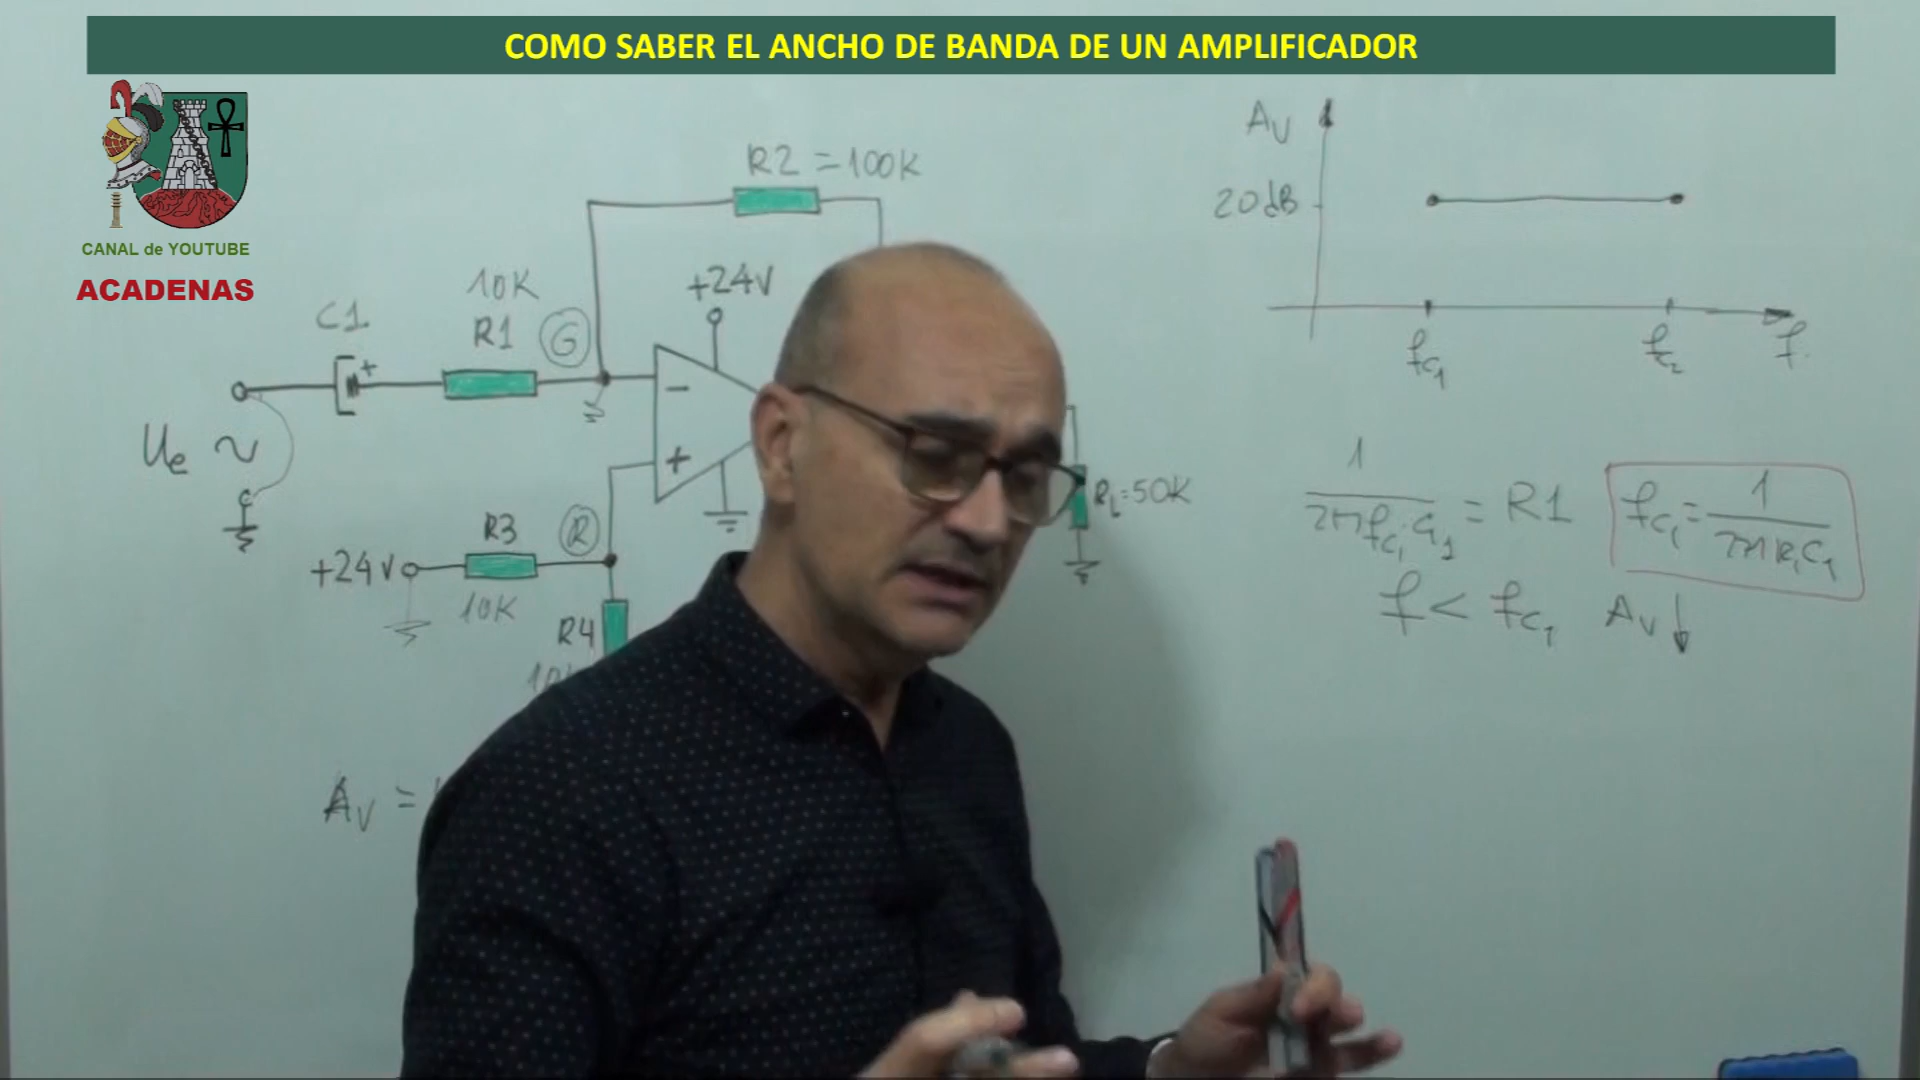 COMO SABER EL ANCHO DE BANDA DE UN AMPLIFICADOR
CANAL de YOUTUBE
ACADENAS
R2 = 100K
+24V
10K
R1
G
C1
+
-
+
Ue ~
R3
R
+24V
10K
R4
RL = 50K
Av =
Av
20dB
fc1
fc2
f
1
2πfc1C1 = R1
fc1 = 1
2πR1C1
f < fc1 Av ↓